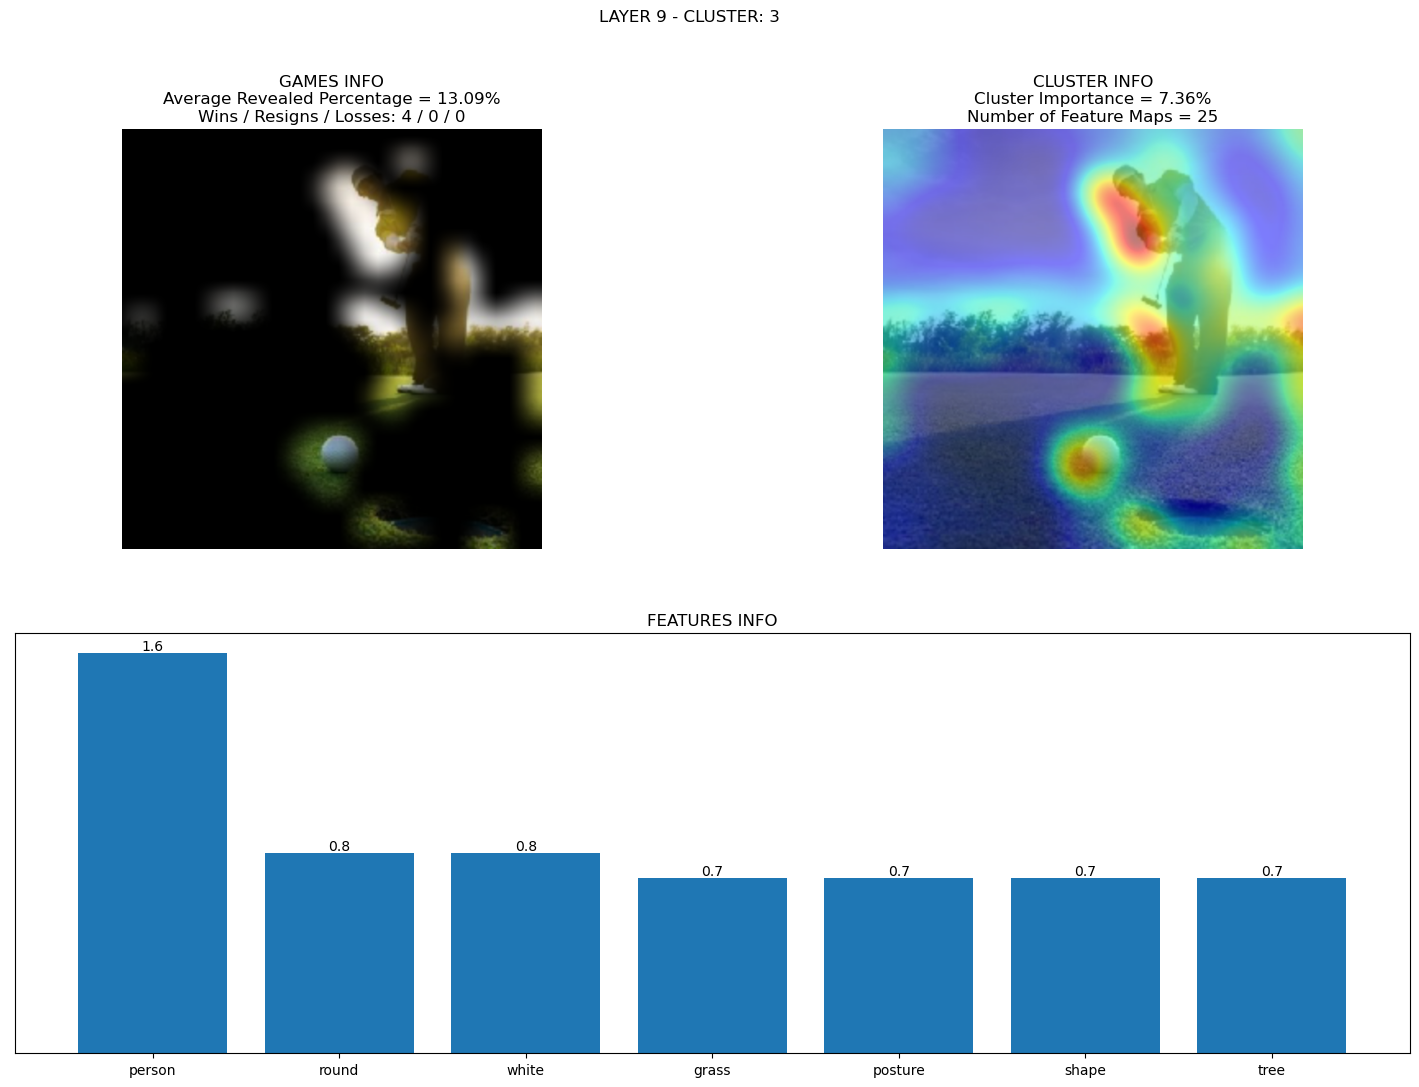 LAYER 9 - CLUSTER: 3
GAMES INFO
Average Revealed Percentage = 13.09%
Wins / Resigns / Losses: 4 / 0 / 0
CLUSTER INFO
Cluster Importance = 7.36%
Number of Feature Maps = 25
FEATURES INFO
1.6
0.8
0.8
0.7
0.7
0.7
0.7
person
round
white
grass
posture
shape
tree